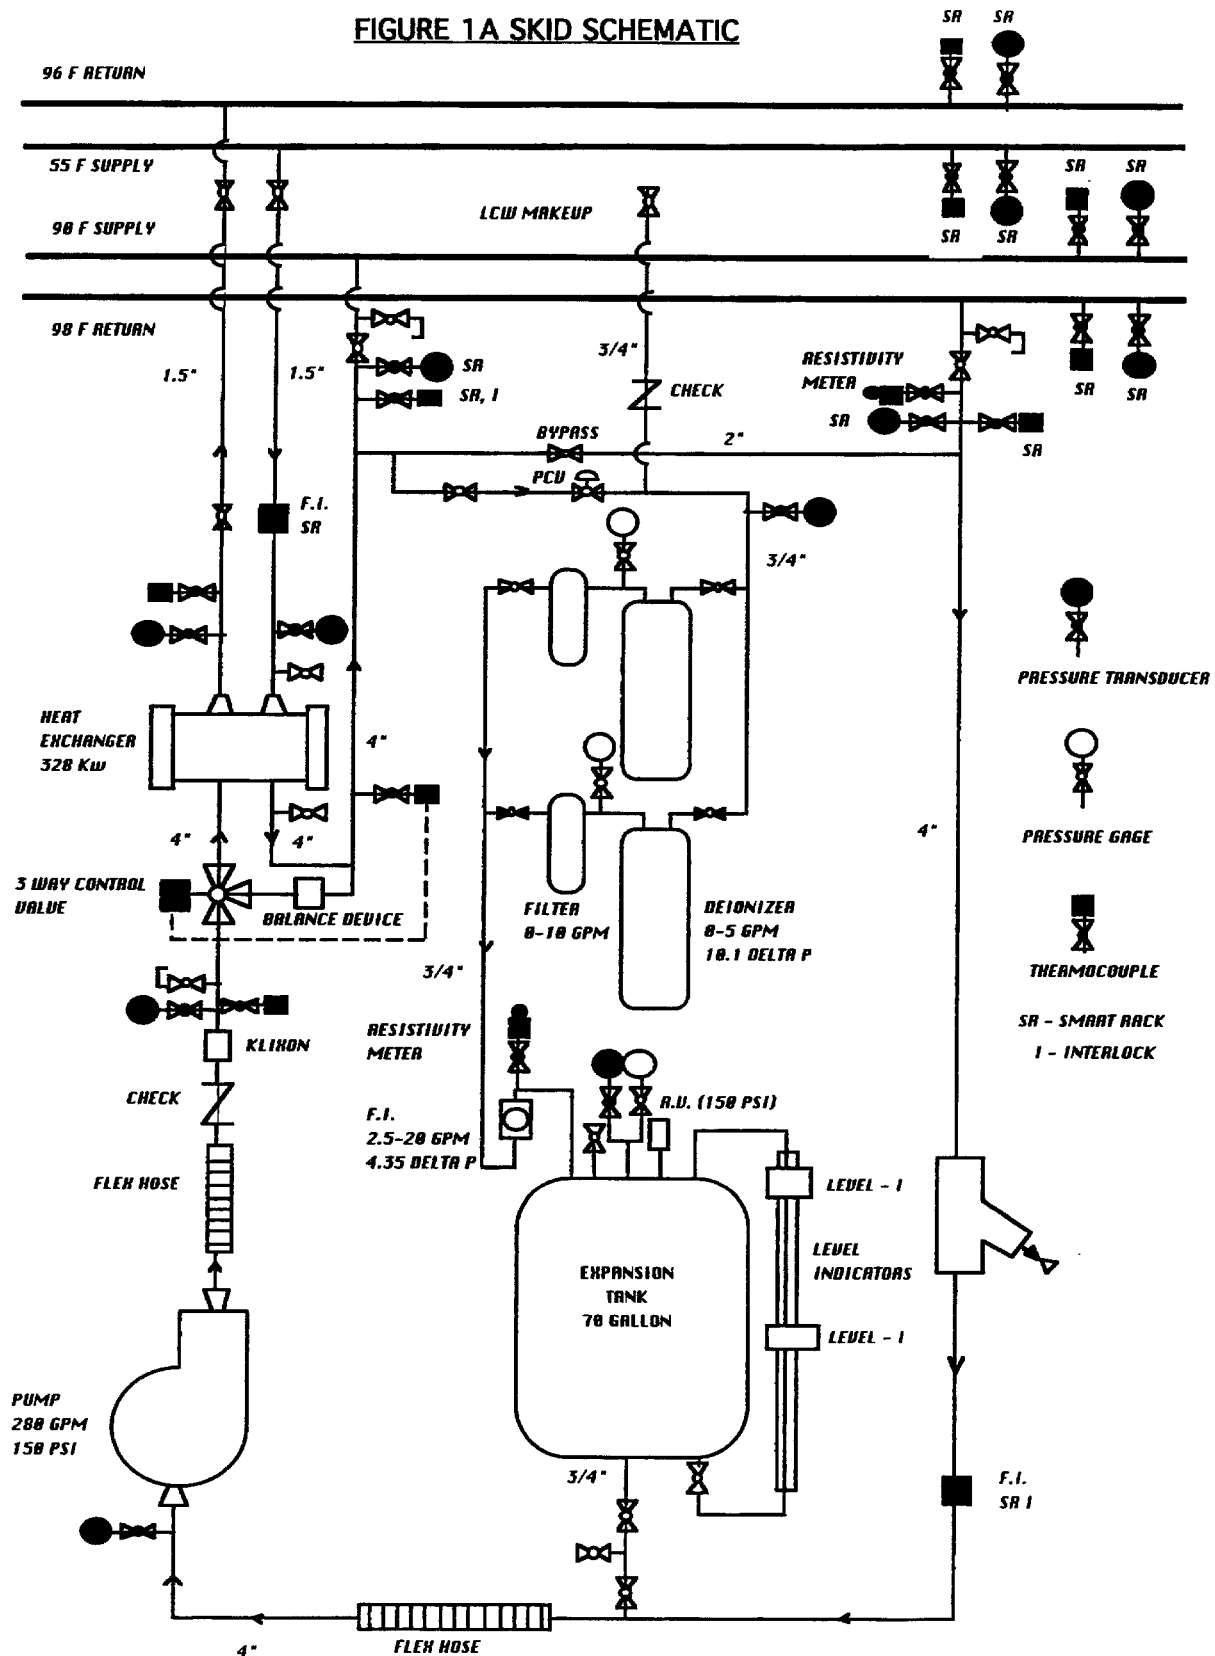 FIGURE 1A SKID SCHEMATIC
SR
SR
96 F RETURN
55 F SUPPLY
SR
SR
90 F SUPPLY
LCW MAKEUP
SR
SR
98 F RETURN
3/4"
RESISTIVITY
METER
1.5"
1.5"
SR
SR, I
CHECK
SR
SR
SR
SR
BYPASS
2"
PCV
F.I.
SR
3/4"
PRESSURE TRANSDUCER
HEAT
EXCHANGER
328 KW
4"
4"
4"
4"
PRESSURE GAGE
3 WAY CONTROL
VALVE
BALANCE DEVICE
FILTER
0-10 GPM
DEIONIZER
0-5 GPM
10.1 DELTA P
3/4"
THERMOCOUPLE
SR - SMART RACK
I - INTERLOCK
KLIXON
RESISTIVITY
METER
CHECK
F.I.
2.5-20 GPM
4.35 DELTA P
R.V. (150 PSI)
FLEX HOSE
LEVEL - I
LEVEL
INDICATORS
EXPANSION
TANK
70 GALLON
LEVEL - I
PUMP
280 GPM
150 PSI
3/4"
F.I.
SR I
4"
FLEX HOSE